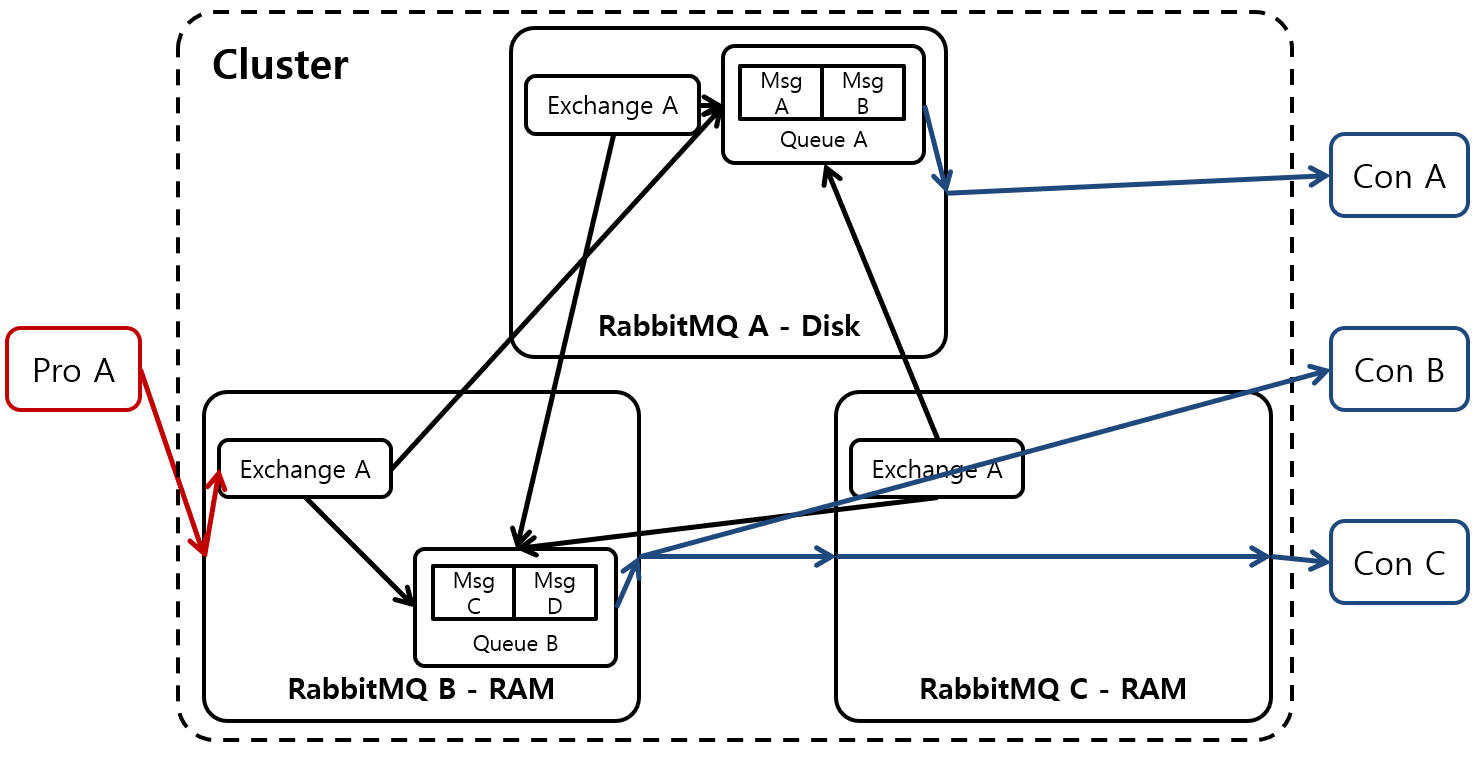 Cluster
Exchange A
Msg
A
Msg
B
Queue A
RabbitMQ A - Disk
Pro A
Con A
Con B
Con C
Exchange A
Msg
C
Msg
D
Queue B
RabbitMQ B - RAM
Exchange A
RabbitMQ C - RAM